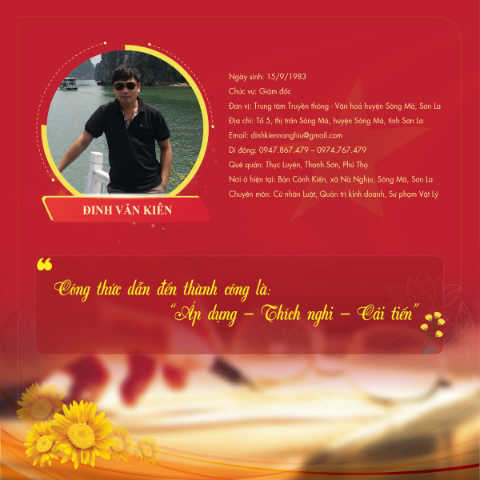 Ngày sinh: 15/9/1983
Chức vụ: Giám đốc
Đơn vị: Trung tâm Truyền thông - Văn hoá huyện Sông Mã, Sơn La
Địa chỉ: Tổ 5, thị trấn Sông Mã, huyện Sông Mã, tỉnh Sơn La
Email: dinhkiennanghiu@gmail.com
Di động: 0947.867.479 – 0974.767.479
Quê quán: Thục Luyện, Thanh Sơn, Phú Thọ
Nơi ở hiện tại: Bản Cánh Kiến, xã Nà Nghịu, Sông Mã, Sơn La
Chuyên môn: Cử nhân Luật, Quản trị kinh doanh, Sư phạm Vật Lý
ĐINH VĂN KIÊN
Công thức dẫn đến thành công là:
“Áp dụng – Thích nghi – Cải tiến”